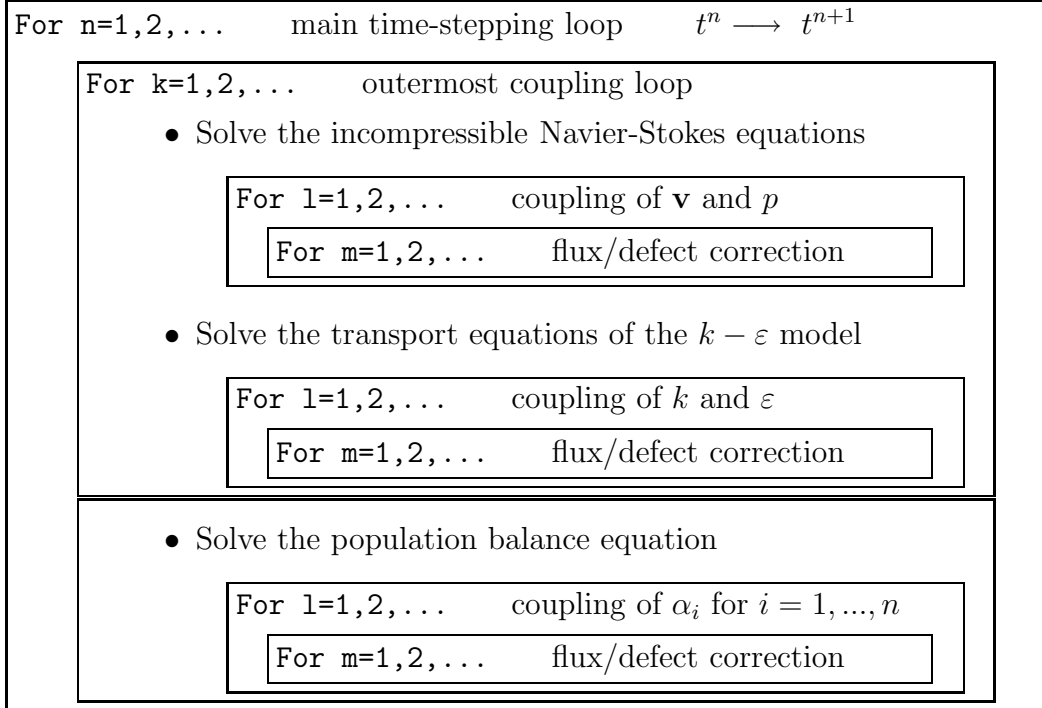 For n=1,2,... main time-stepping loop tⁿ ⟶ tⁿ⁺¹
For k=1,2,... outermost coupling loop
• Solve the incompressible Navier-Stokes equations
For l=1,2,... coupling of v and p
For m=1,2,... flux/defect correction
• Solve the transport equations of the k − ε model
For l=1,2,... coupling of k and ε
For m=1,2,... flux/defect correction
• Solve the population balance equation
For l=1,2,... coupling of αᵢ for i = 1, ..., n
For m=1,2,... flux/defect correction